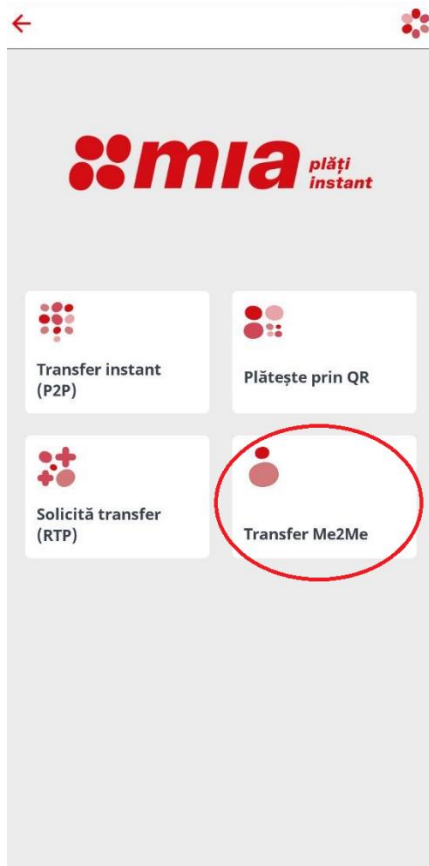 mia plăți
instant
Transfer instant
(P2P)
Plătește prin QR
Solicită transfer
(RTP)
Transfer Me2Me